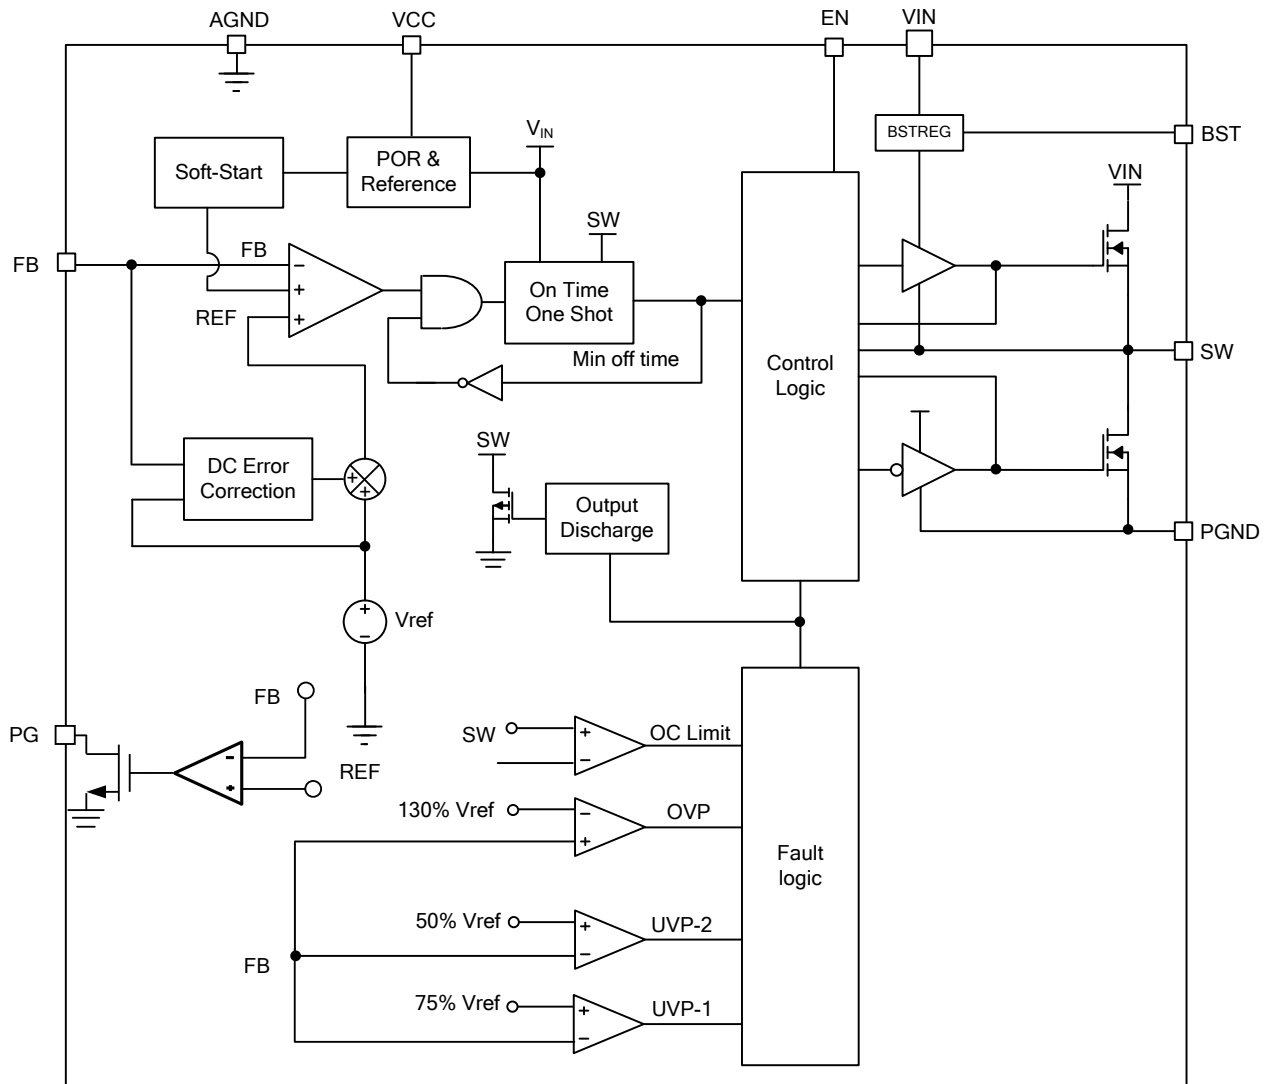 AGND
VCC
EN
VIN
BSTREG
BST
VIN
Soft-Start
POR &
Reference
VIN
SW
FB
FB
−
+
+
REF
On Time
One Shot
Min off time
Control
Logic
SW
DC Error
Correction
+
+
SW
Output
Discharge
PGND
+
−
Vref
FB
PG
-
+
REF
SW
+
−
OC Limit
130% Vref
−
+
OVP
Fault
logic
50% Vref
+
−
UVP-2
FB
75% Vref
+
−
UVP-1